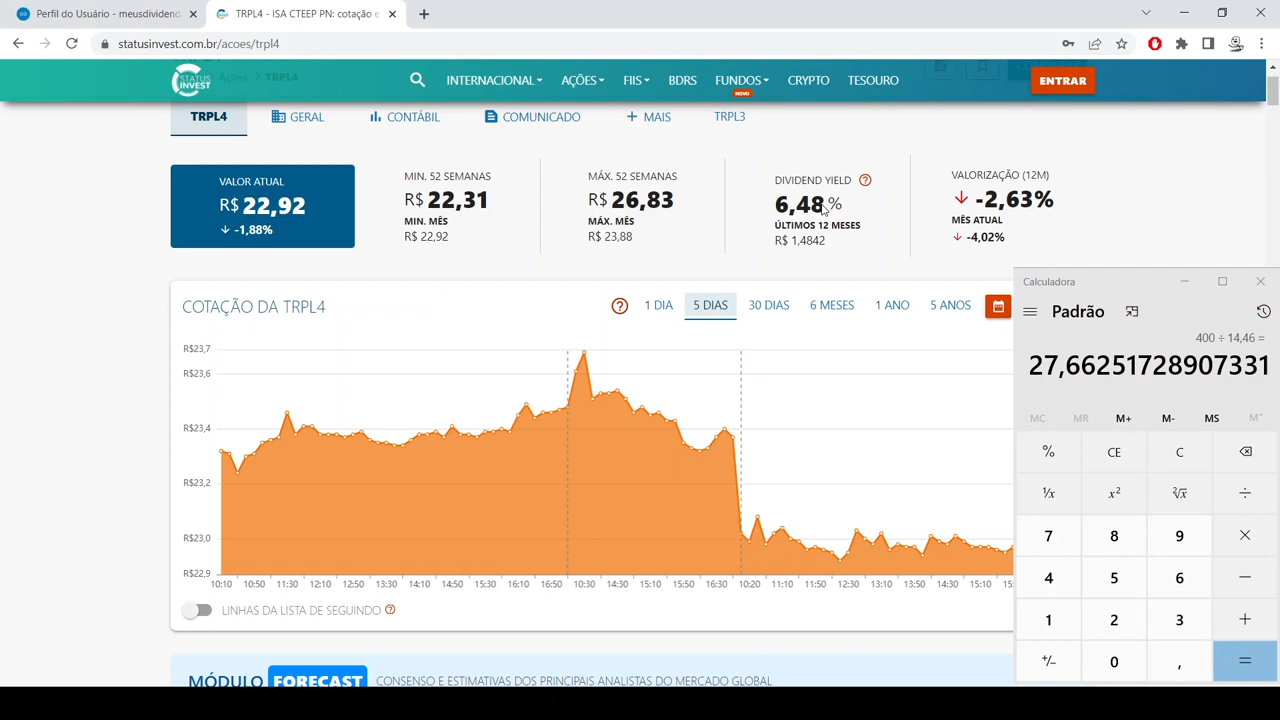 Perfil do Usuário - meusdividend
TRPL4 - ISA CTEEP PN: cotação e
statusinvest.com.br/acoes/trpl4
STATUS INVEST
INTERNACIONAL
AÇÕES
FIIS
BDRS
FUNDOS
NOVO
CRYPTO
TESOURO
ENTRAR
Ações
TRPL4
TRPL4
GERAL
CONTÁBIL
COMUNICADO
MAIS
TRPL3
VALOR ATUAL
R$ 22,92
-1,88%
MIN. 52 SEMANAS
R$ 22,31
MIN. MÊS
R$ 22,92
MÁX. 52 SEMANAS
R$ 26,83
MÁX. MÊS
R$ 23,88
DIVIDEND YIELD
6,48 %
ÚLTIMOS 12 MESES
R$ 1,4842
VALORIZAÇÃO (12M)
-2,63%
MÊS ATUAL
-4,02%
COTAÇÃO DA TRPL4
1 DIA
5 DIAS
30 DIAS
6 MESES
1 ANO
5 ANOS
R$23,7
R$23,6
R$23,4
R$23,2
R$23,0
R$22,9
10:10 10:50 11:30 12:10 12:50 13:30 14:10 14:50 15:30 16:10 16:50 10:30 14:30 15:10 15:50 16:30 10:20 11:10 11:50 12:30 13:10 13:50 14:30 15:10
LINHAS DA LISTA DE SEGUINDO
MÓDULO FORECAST
CONSENSO E ESTIMATIVAS DOS PRINCIPAIS ANALISTAS DO MERCADO GLOBAL
Calculadora
Padrão
400 ÷ 14,46 =
27,66251728907331
MC MR M+ M- MS M˅
% CE C
¹/x x² ²√x ÷
7 8 9 ×
4 5 6 −
1 2 3 +
+/− 0 , =